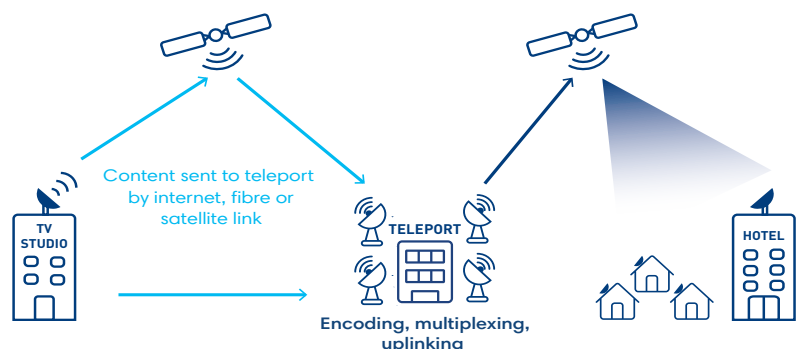 Content sent to teleport
by internet, fibre or
satellite link
TV
STUDIO
TELEPORT
HOTEL
Encoding, multiplexing,
uplinking